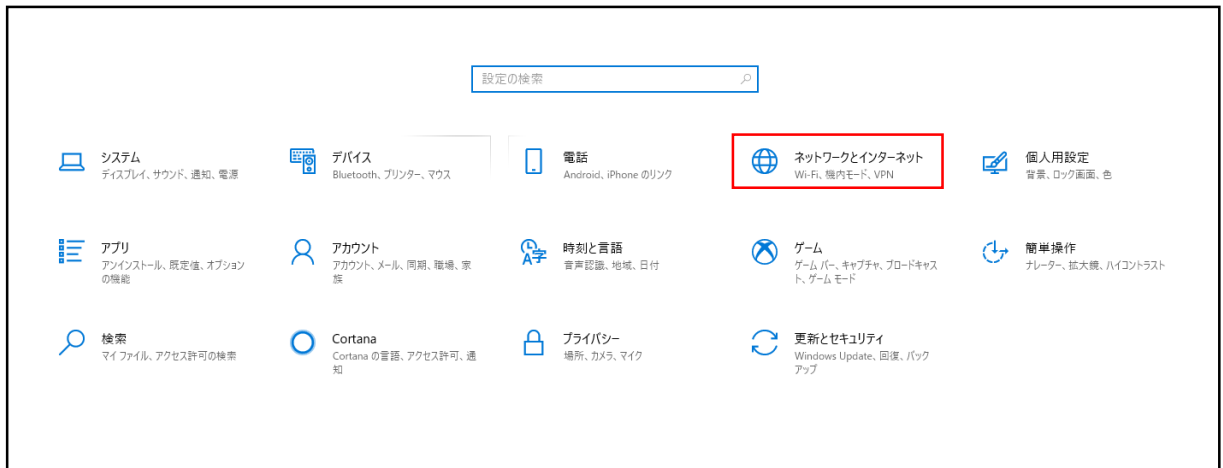 設定の検索
システム
ディスプレイ、サウンド、通知、電源
デバイス
Bluetooth、プリンター、マウス
電話
Android、iPhone のリンク
ネットワークとインターネット
Wi-Fi、機内モード、VPN
個人用設定
背景、ロック画面、色
アプリ
アンインストール、既定値、オプション
の機能
アカウント
アカウント、メール、同期、職場、家
族
時刻と言語
音声認識、地域、日付
ゲーム
ゲーム バー、キャプチャ、ブロードキャス
ト、ゲーム モード
簡単操作
ナレーター、拡大鏡、ハイコントラスト
検索
マイ ファイル、アクセス許可の検索
Cortana
Cortana の言語、アクセス許可、通
知
プライバシー
場所、カメラ、マイク
更新とセキュリティ
Windows Update、回復、バック
アップ